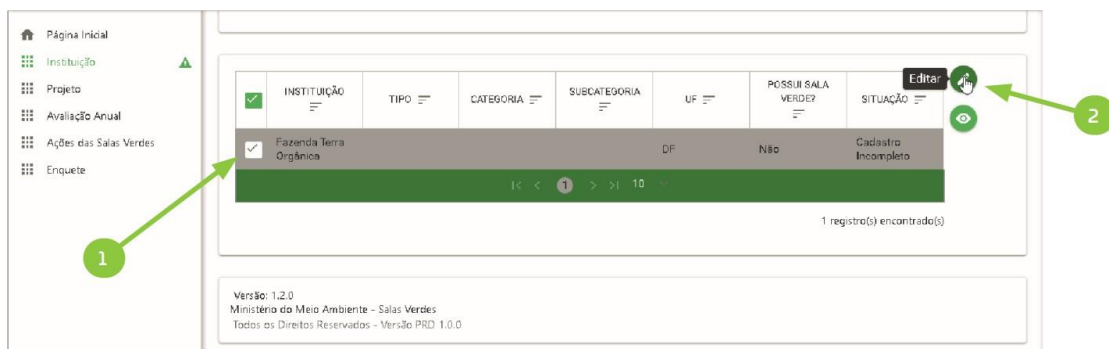 Página Inicial
Instituição
Projeto
Avaliação Anual
Ações das Salas Verdes
Enquete
INSTITUIÇÃO
TIPO
CATEGORIA
SUBCATEGORIA
UF
POSSUI SALA
VERDE?
SITUAÇÃO
Editar
2
Fazenda Terra
Orgânica
DF
Não
Cadastro
Incompleto
1 10
1 registro(s) encontrado(s)
1
Versão: 1.2.0
Ministério do Meio Ambiente - Salas Verdes
Todos os Direitos Reservados - Versão PRD 1.0.0